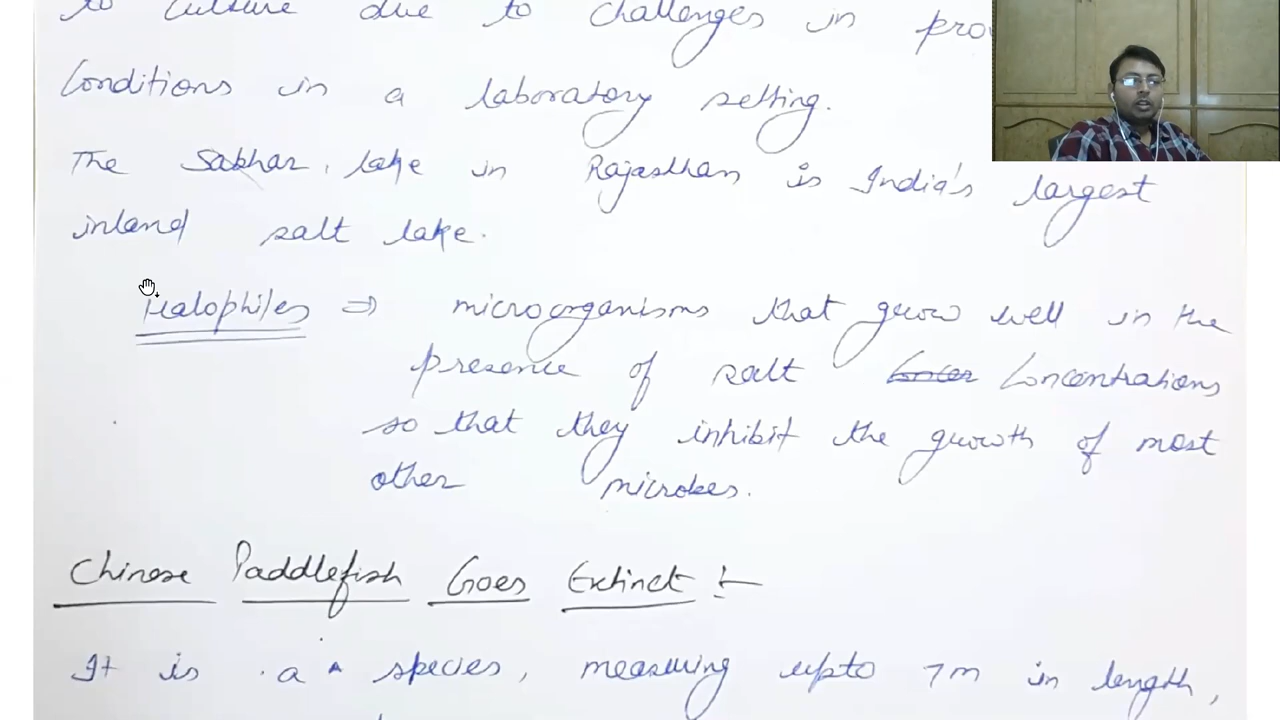 to culture due to challenges in pro
Conditions in a laboratory setting.
The Sabhar, lake in Rajasthan is India's largest
inland salt lake.
Halophiles ⇒ microorganisms that grow well in the
presence of salt Concentrations
so that they inhibit the growth of most
other microbes.
Chinese Paddlefish Goes Extinct :-
It is a species, measuring upto 7m in length,